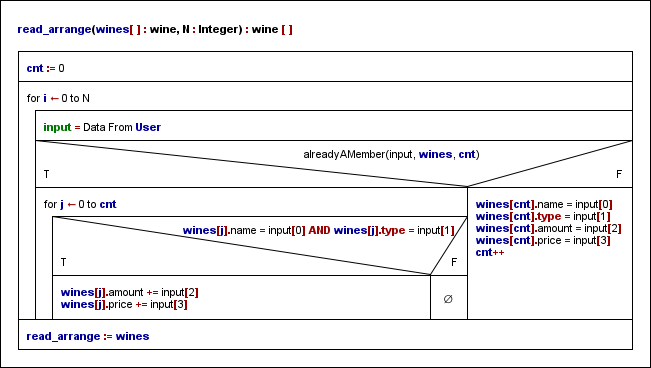 read_arrange(wines[ ] : wine, N : Integer) : wine [ ]
cnt := 0
for i ← 0 to N
input = Data From User
alreadyAMember(input, wines, cnt)
T
F
for j ← 0 to cnt
wines[j].name = input[0] AND wines[j].type = input[1]
T
F
wines[j].amount += input[2]
wines[j].price += input[3]
Ø
wines[cnt].name = input[0]
wines[cnt].type = input[1]
wines[cnt].amount = input[2]
wines[cnt].price = input[3]
cnt++
read_arrange := wines